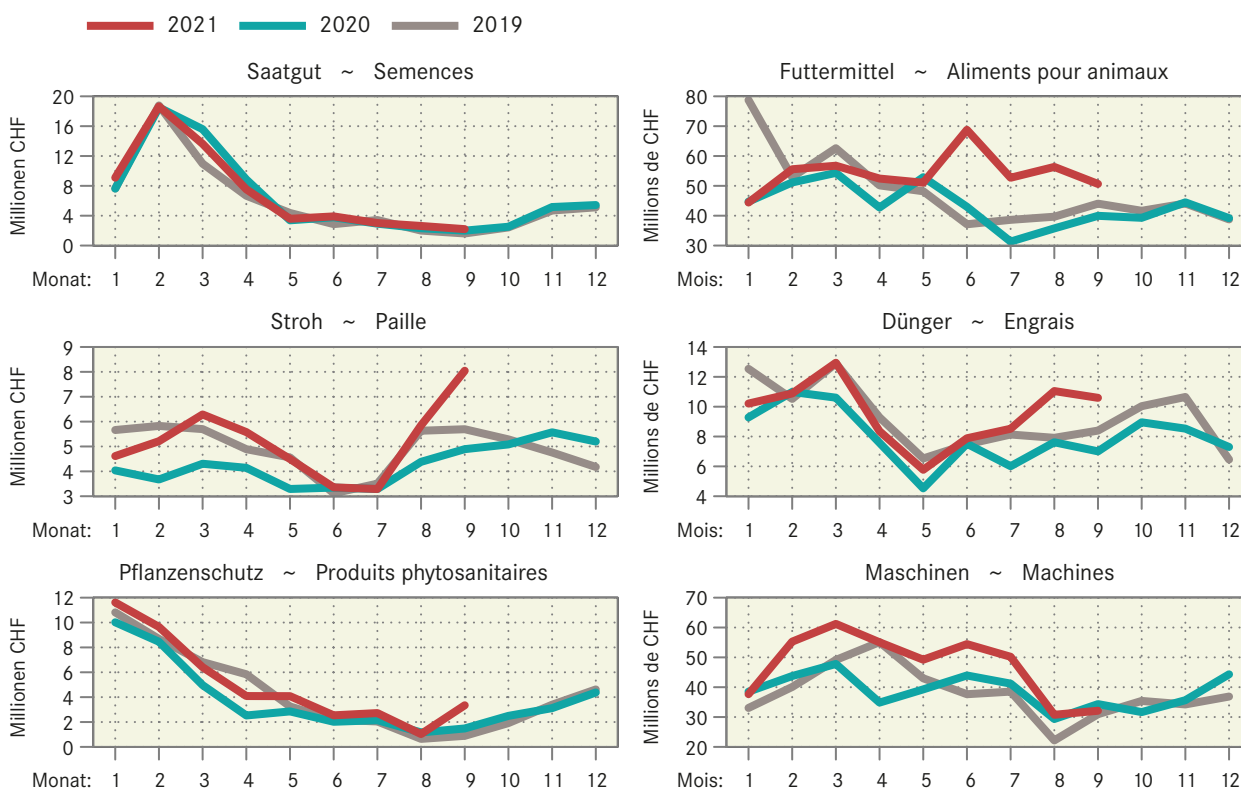 2021 2020 2019
Saatgut ~ Semences
Millionen CHF
20
16
12
8
4
0
Monat: 1 2 3 4 5 6 7 8 9 10 11 12
Futtermittel ~ Aliments pour animaux
Millions de CHF
80
70
60
50
40
30
Mois: 1 2 3 4 5 6 7 8 9 10 11 12
Stroh ~ Paille
Millionen CHF
9
8
7
6
5
4
3
Monat: 1 2 3 4 5 6 7 8 9 10 11 12
Dünger ~ Engrais
Millions de CHF
14
12
10
8
6
4
Mois: 1 2 3 4 5 6 7 8 9 10 11 12
Pflanzenschutz ~ Produits phytosanitaires
Millionen CHF
12
10
8
6
4
2
0
Monat: 1 2 3 4 5 6 7 8 9 10 11 12
Maschinen ~ Machines
Millions de CHF
70
60
50
40
30
20
Mois: 1 2 3 4 5 6 7 8 9 10 11 12